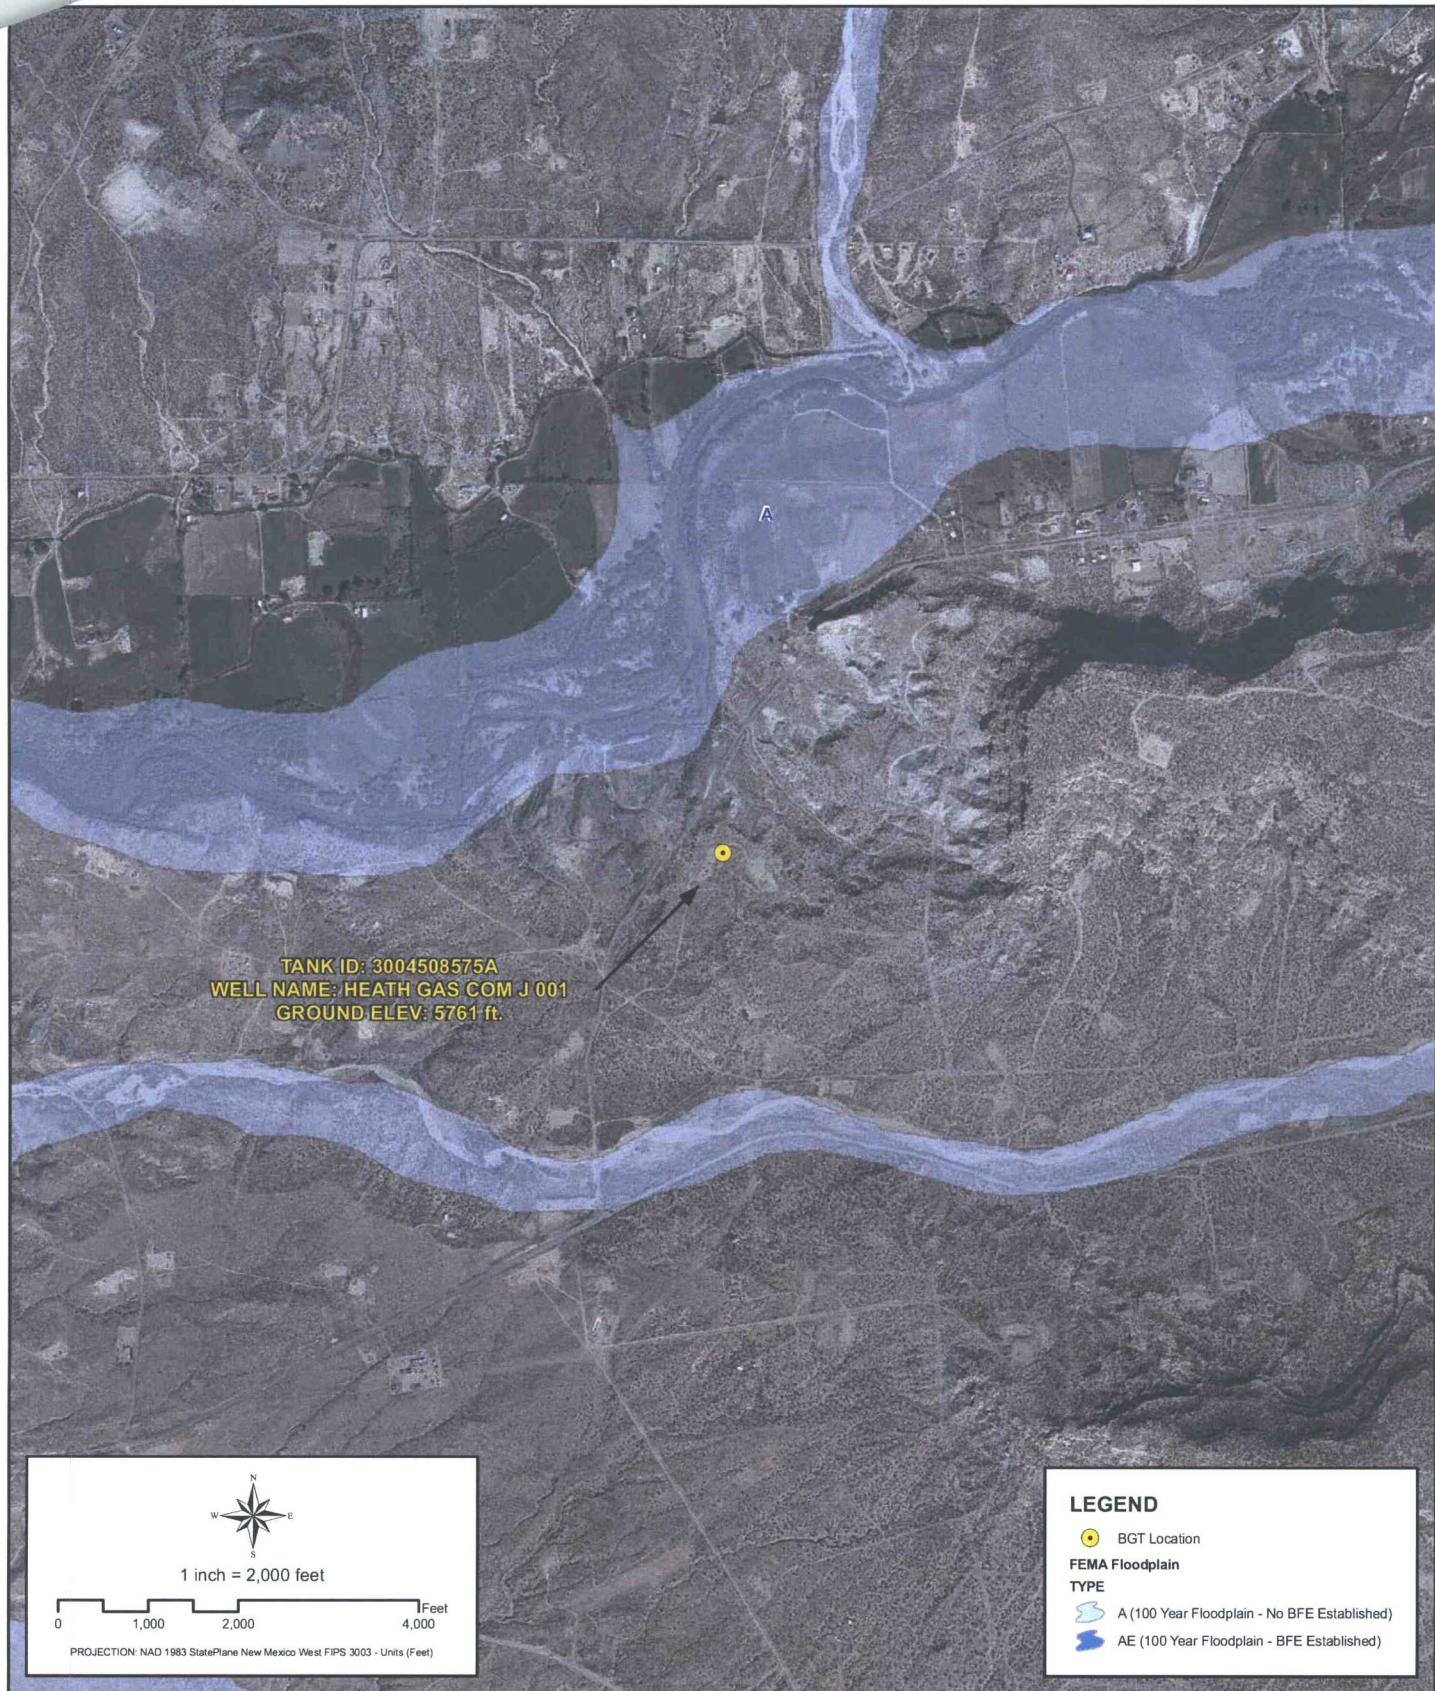 A
TANK ID: 3004508575A
WELL NAME: HEATH GAS COM J 001
GROUND ELEV: 5761 ft.
N
W E
S
1 inch = 2,000 feet
Feet
0 1,000 2,000 4,000
PROJECTION: NAD 1983 StatePlane New Mexico West FIPS 3003 - Units (Feet)
LEGEND
BGT Location
FEMA Floodplain
TYPE
A (100 Year Floodplain - No BFE Established)
AE (100 Year Floodplain - BFE Established)